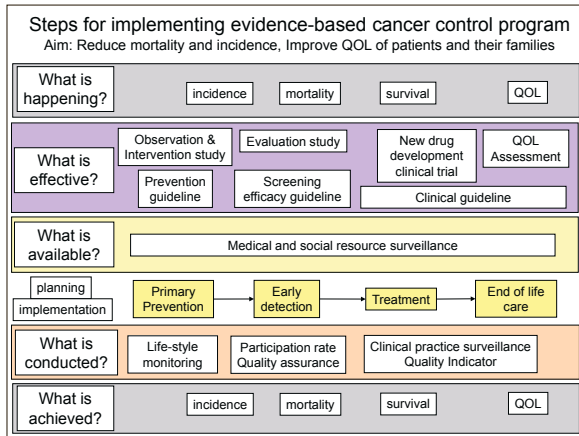 Steps for implementing evidence-based cancer control program
Aim: Reduce mortality and incidence, Improve QOL of patients and their families
What is
happening?
incidence
mortality
survival
QOL
What is
effective?
Observation &
Intervention study
Evaluation study
New drug
development
clinical trial
QOL
Assessment
Prevention
guideline
Screening
efficacy guideline
Clinical guideline
What is
available?
Medical and social resource surveillance
planning
implementation
Primary
Prevention
Early
detection
Treatment
End of life
care
What is
conducted?
Life-style
monitoring
Participation rate
Quality assurance
Clinical practice surveillance
Quality Indicator
What is
achieved?
incidence
mortality
survival
QOL